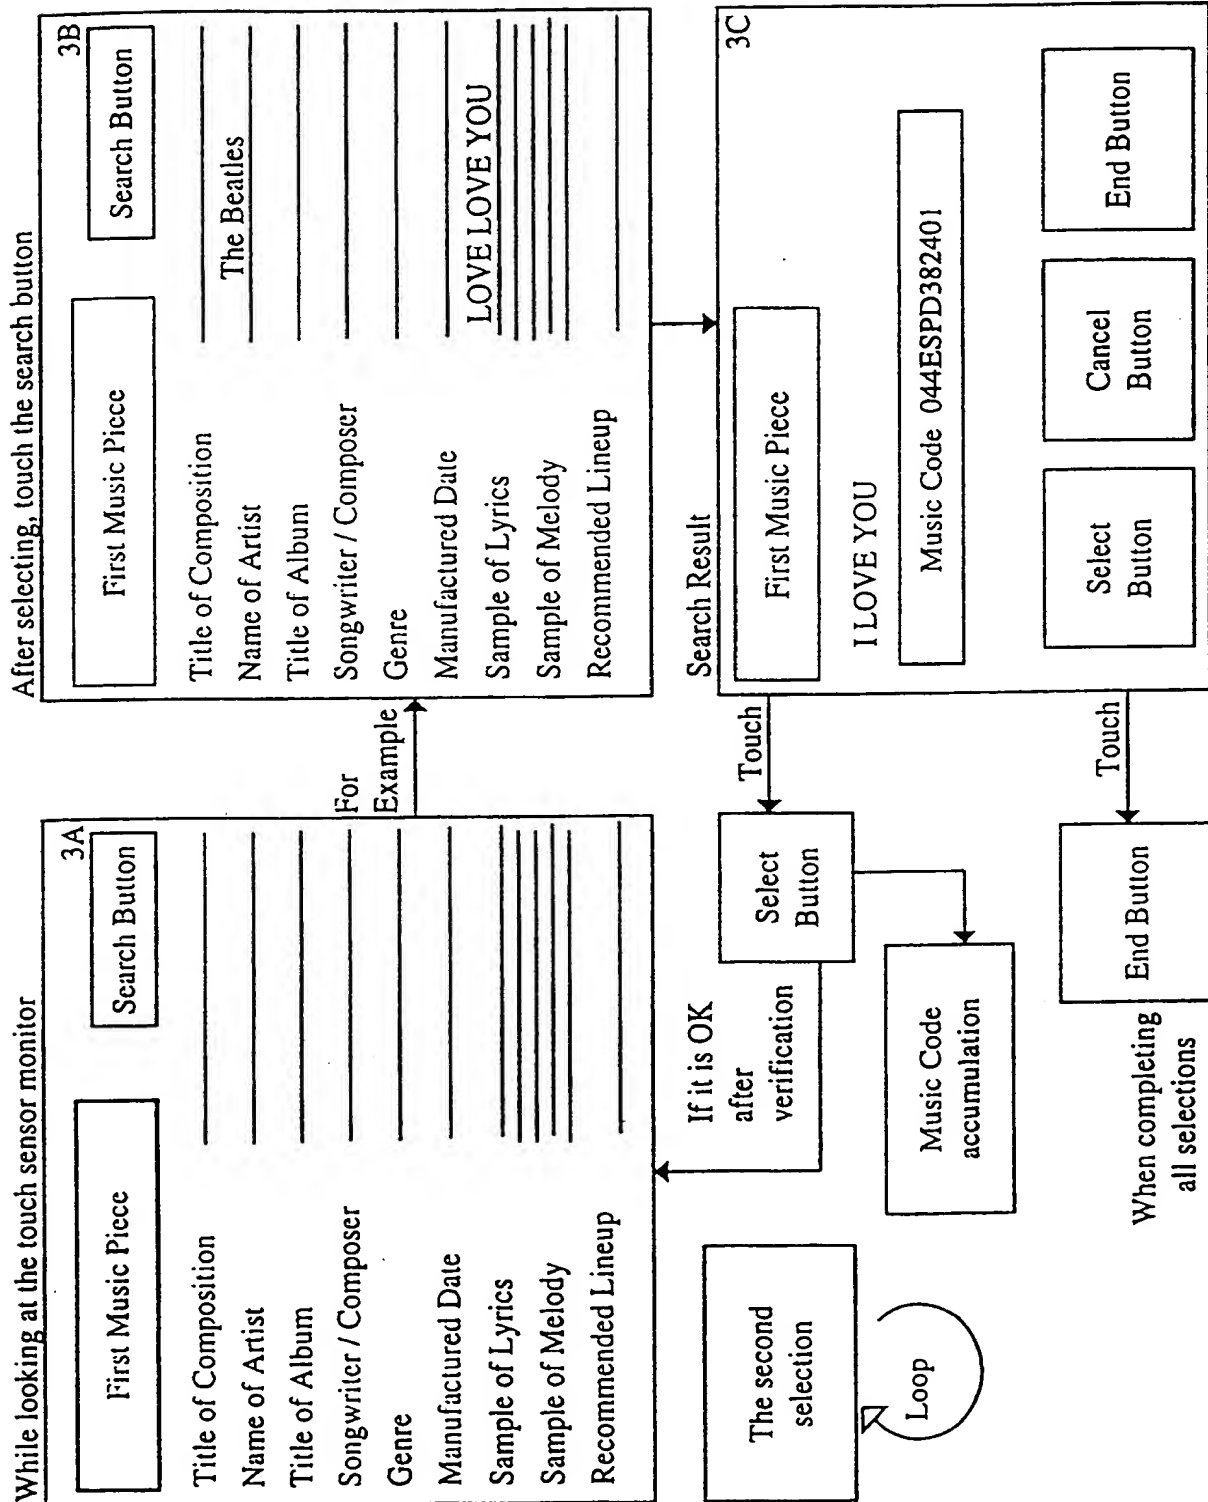 While looking at the touch sensor monitor
3A
First Music Piece
Search Button
Title of Composition
Name of Artist
Title of Album
Songwriter / Composer
Genre
Manufactured Date
Sample of Lyrics
Sample of Melody
Recommended Lineup
For
Example
After selecting, touch the search button
3B
First Music Piece
Search Button
Title of Composition
Name of Artist
The Beatles
Title of Album
Songwriter / Composer
Genre
Manufactured Date
Sample of Lyrics
LOVE LOVE YOU
Sample of Melody
Recommended Lineup
Search Result
3C
First Music Piece
I LOVE YOU
Music Code 044ESPD382401
Select
Button
Cancel
Button
End Button
Touch
Select
Button
If it is OK
after
verification
Music Code
accumulation
Touch
End Button
When completing
all selections
The second
selection
Loop